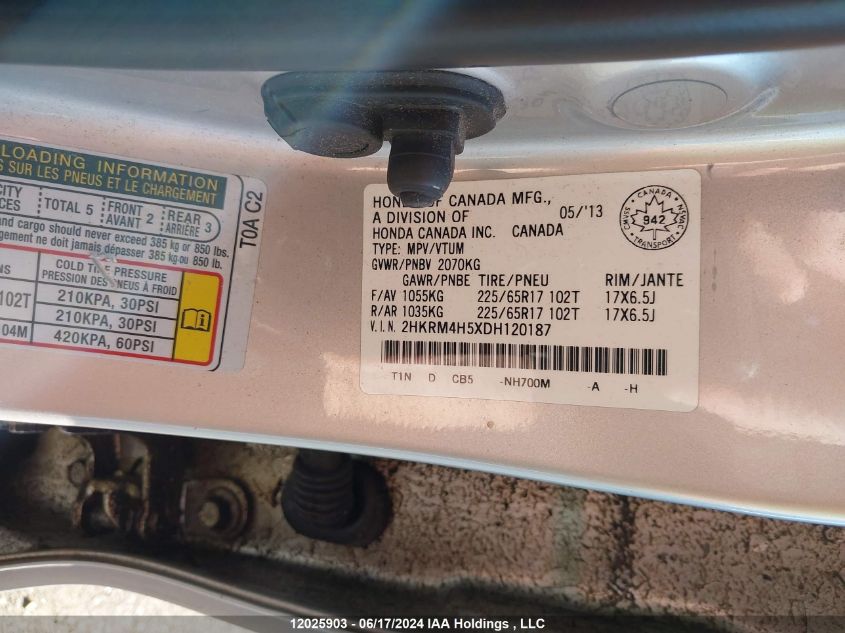 LOADING INFORMATION
SUR LES PNEUS ET LE CHARGEMENT
TOTAL 5
FRONT
AVANT 2
REAR
ARRIÈRE 3
and cargo should never exceed 385 kg or 850 lbs.
ne doit jamais dépasser 385 kg ou 850 lb.
COLD TIRE PRESSURE
PRESSION DES PNEUS À FROID
102T
210KPA, 30PSI
210KPA, 30PSI
04M
420KPA, 60PSI
T0A C2
OF CANADA MFG.,
A DIVISION OF
05/'13
HONDA CANADA INC. CANADA
TYPE: MPV/VTUM
GVWR/PNBV 2070KG
GAWR/PNBE TIRE/PNEU RIM/JANTE
F/AV 1055KG 225/65R17 102T 17X6.5J
R/AR 1035KG 225/65R17 102T 17X6.5J
V.I.N. 2HKRM4H5XDH120187
T1N D CB5 -NH700M -A -H
CANADA
CMVSS
942
NSVAC
TRANSPORT
12025903 - 06/17/2024 IAA Holdings , LLC